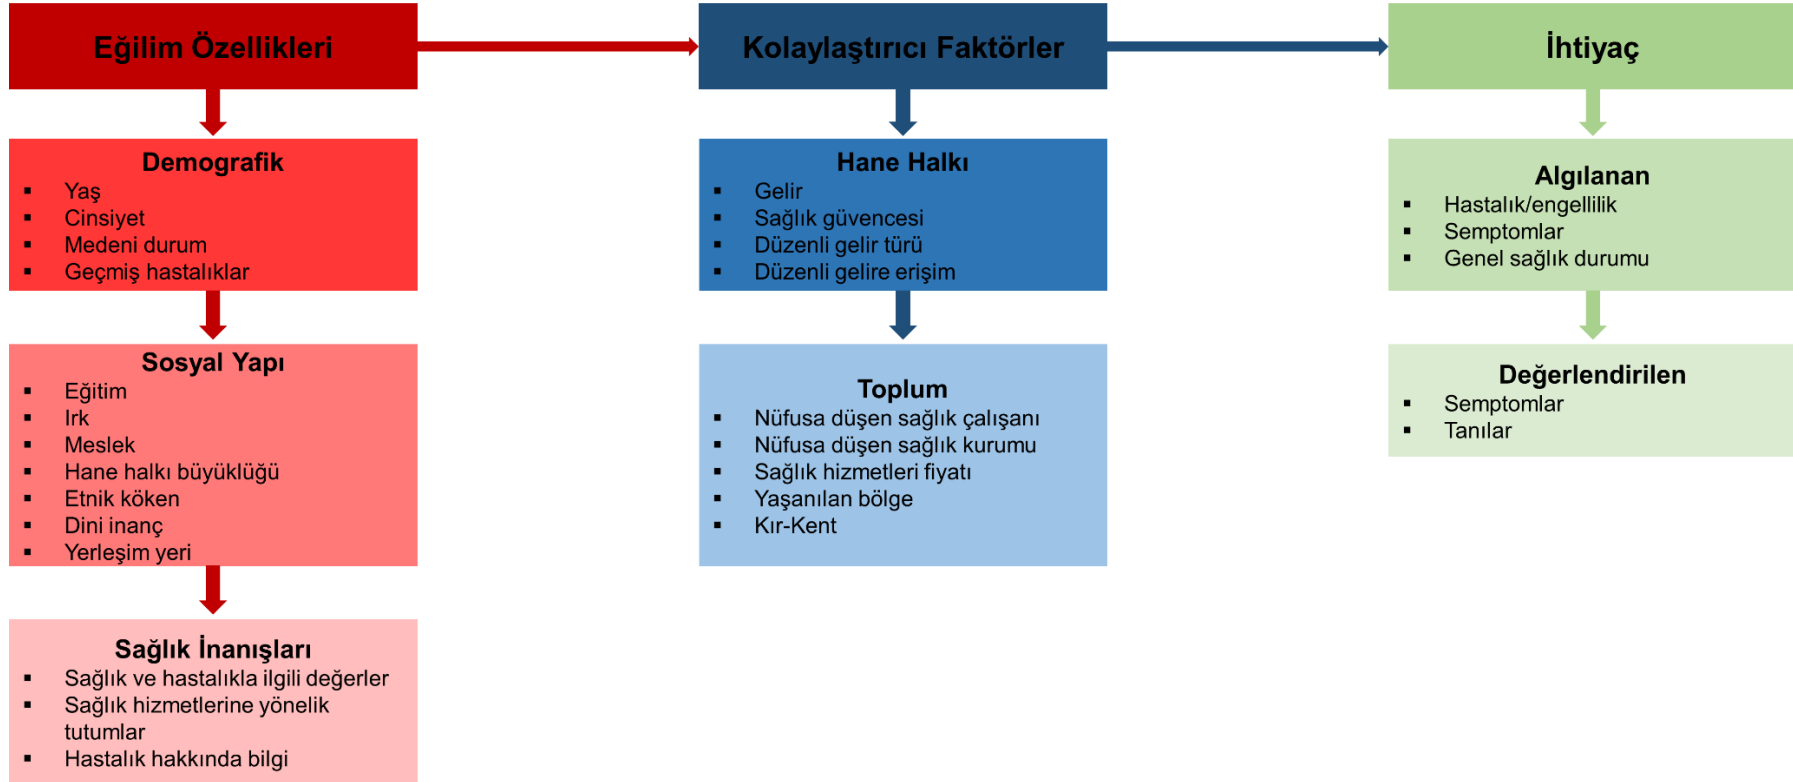 Eğilim Özellikleri
Kolaylaştırıcı Faktörler
İhtiyaç
Demografik
▪ Yaş
▪ Cinsiyet
▪ Medeni durum
▪ Geçmiş hastalıklar
Sosyal Yapı
▪ Eğitim
▪ Irk
▪ Meslek
▪ Hane halkı büyüklüğü
▪ Etnik köken
▪ Dini inanç
▪ Yerleşim yeri
Sağlık İnanışları
▪ Sağlık ve hastalıkla ilgili değerler
▪ Sağlık hizmetlerine yönelik
tutumlar
▪ Hastalık hakkında bilgi
Hane Halkı
▪ Gelir
▪ Sağlık güvencesi
▪ Düzenli gelir türü
▪ Düzenli gelire erişim
Toplum
▪ Nüfusa düşen sağlık çalışanı
▪ Nüfusa düşen sağlık kurumu
▪ Sağlık hizmetleri fiyatı
▪ Yaşanılan bölge
▪ Kır-Kent
Algılanan
▪ Hastalık/engellilik
▪ Semptomlar
▪ Genel sağlık durumu
Değerlendirilen
▪ Semptomlar
▪ Tanılar